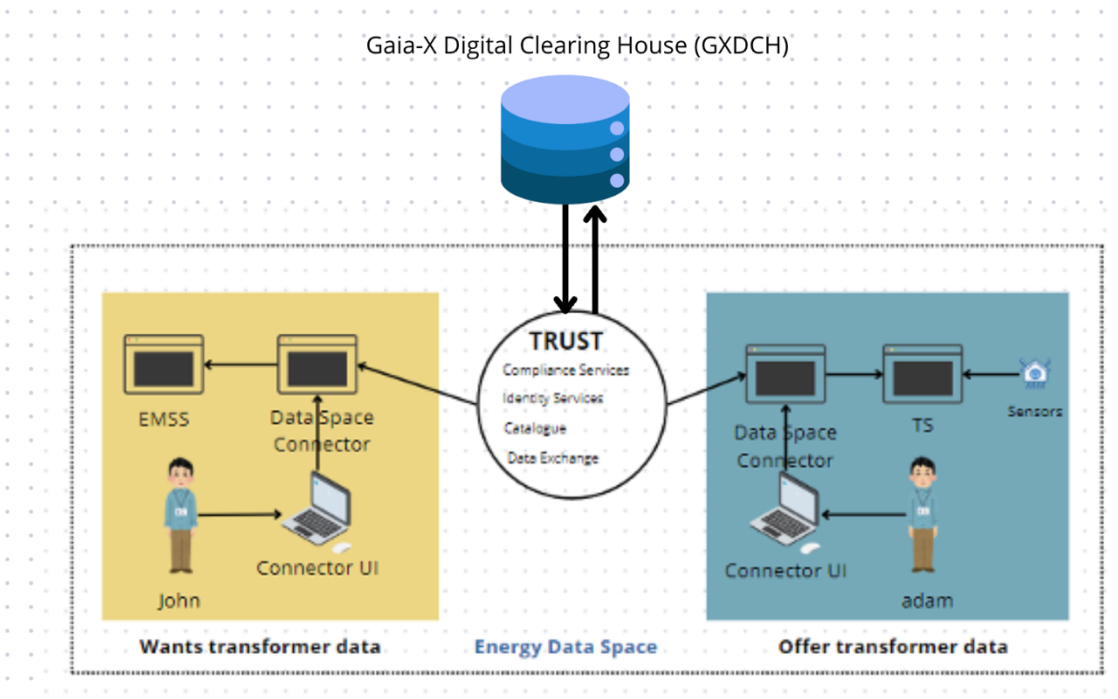 Gaia-X Digital Clearing House (GXDCH)
TRUST
Compliance Services
Identity Services
Catalogue
Data Exchange
EMSS
Data Space
Connector
John
Connector UI
Wants transformer data
Energy Data Space
Data Space
Connector
TS
Sensors
Connector UI
adam
Offer transformer data